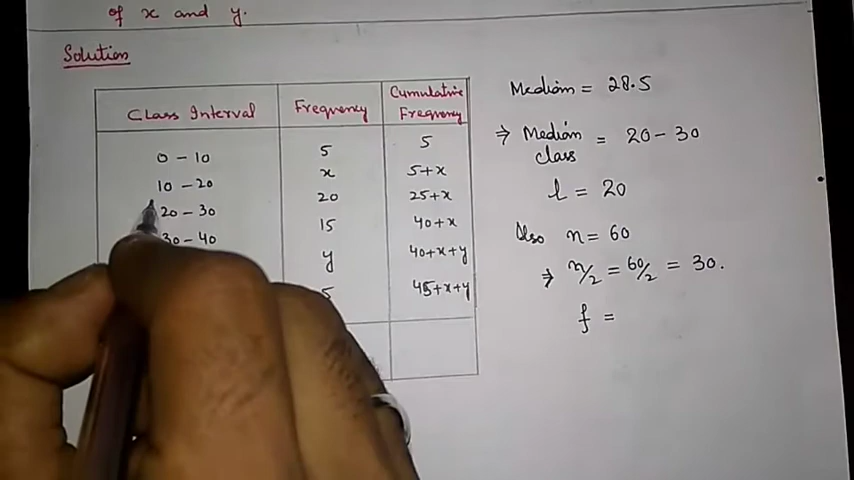 of x and y.
Solution
Class Interval Frequency Cumulative Frequency
0 - 10 5 5
10 - 20 x 5+x
20 - 30 20 25+x
30 - 40 15 40+x
y 40+x+y
5 45+x+y
Median = 28.5
⇒ Median class = 20 - 30
l = 20
Also n = 60
⇒ n/2 = 60/2 = 30.
f =